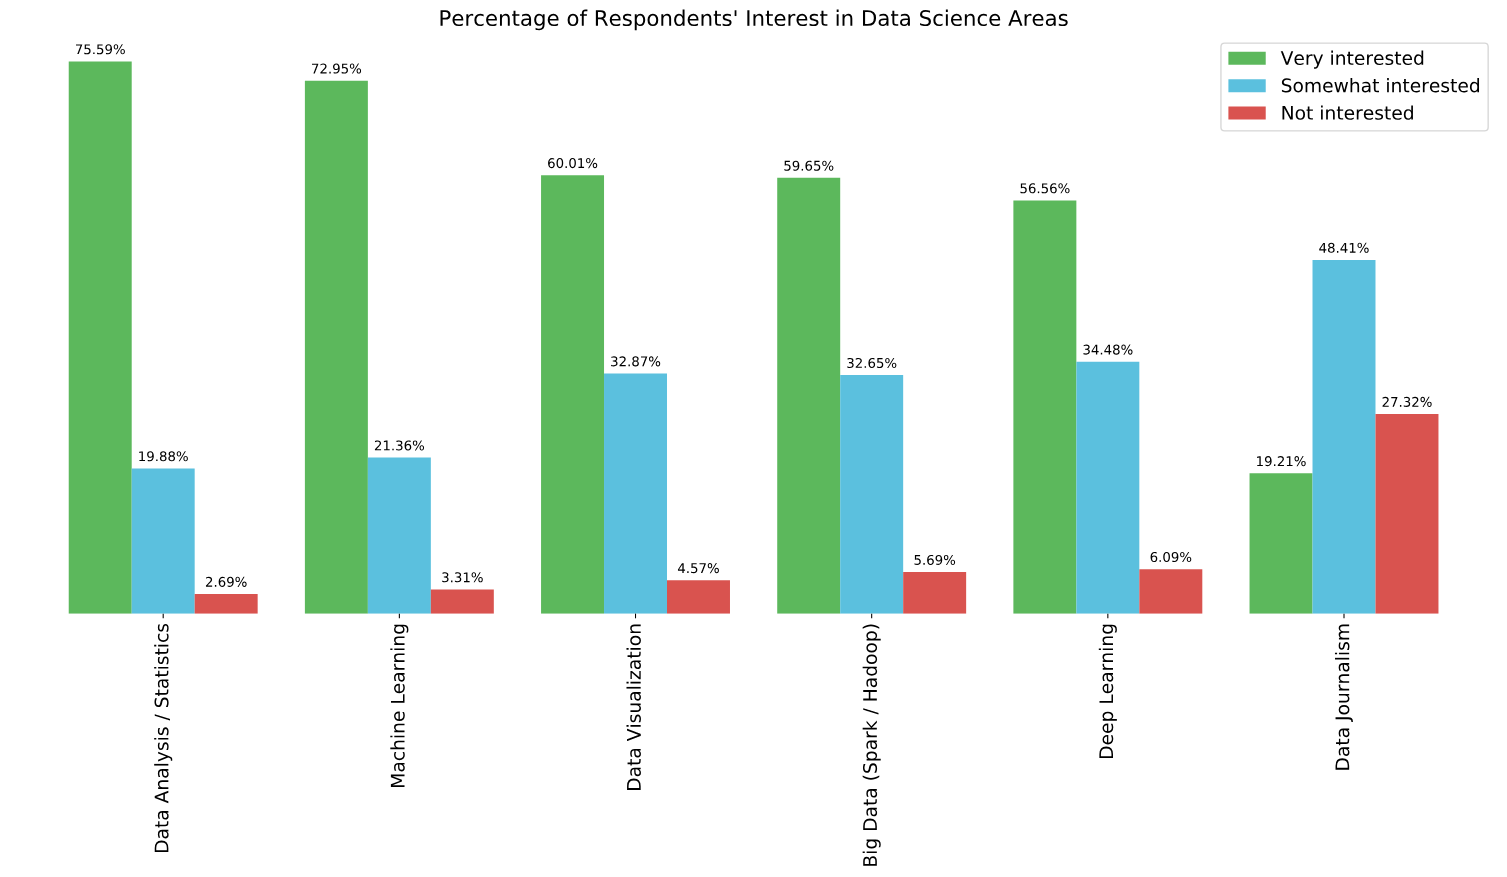 Percentage of Respondents' Interest in Data Science Areas
Very interested
Somewhat interested
Not interested
75.59%
19.88%
2.69%
72.95%
21.36%
3.31%
60.01%
32.87%
4.57%
59.65%
32.65%
5.69%
56.56%
34.48%
6.09%
19.21%
48.41%
27.32%
Data Analysis / Statistics
Machine Learning
Data Visualization
Big Data (Spark / Hadoop)
Deep Learning
Data Journalism